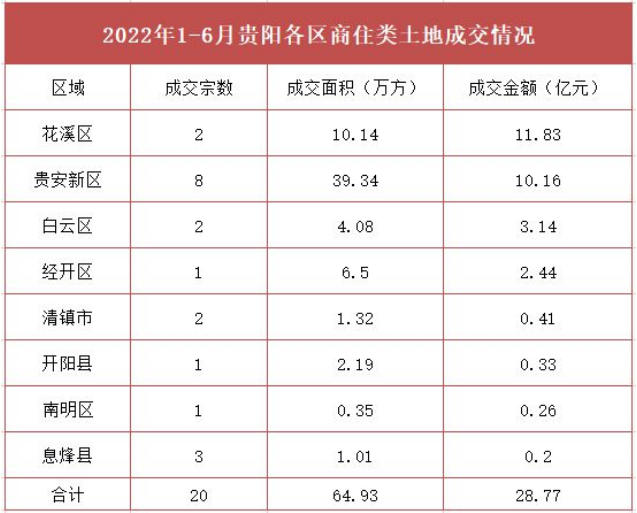 2022年1-6月贵阳各区商住类土地成交情况
区域 成交宗数 成交面积（万方） 成交金额（亿元）
花溪区 2 10.14 11.83
贵安新区 8 39.34 10.16
白云区 2 4.08 3.14
经开区 1 6.5 2.44
清镇市 2 1.32 0.41
开阳县 1 2.19 0.33
南明区 1 0.35 0.26
息烽县 3 1.01 0.2
合计 20 64.93 28.77